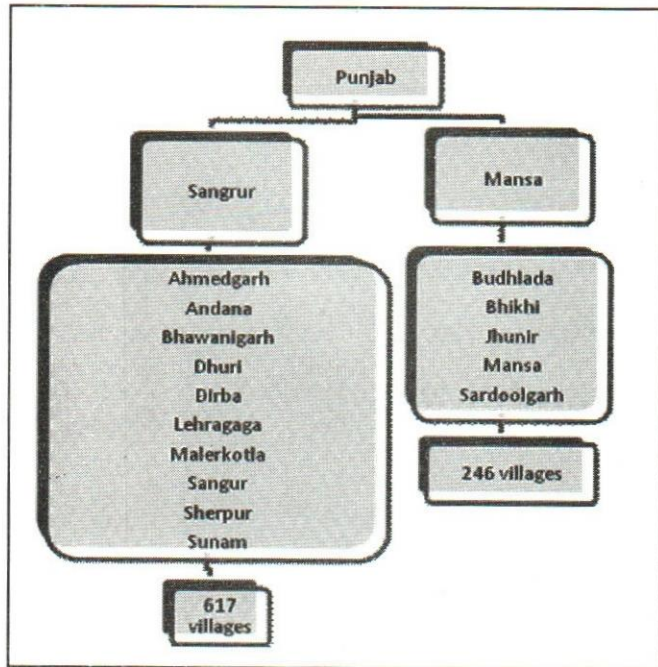 Punjab
Sangrur
Mansa
Ahmedgarh
Andana
Bhawanigarh
Dhuri
Dirba
Lehragaga
Malerkotla
Sangur
Sherpur
Sunam
Budhlada
Bhikhi
Jhunir
Mansa
Sardoolgarh
246 villages
617
villages